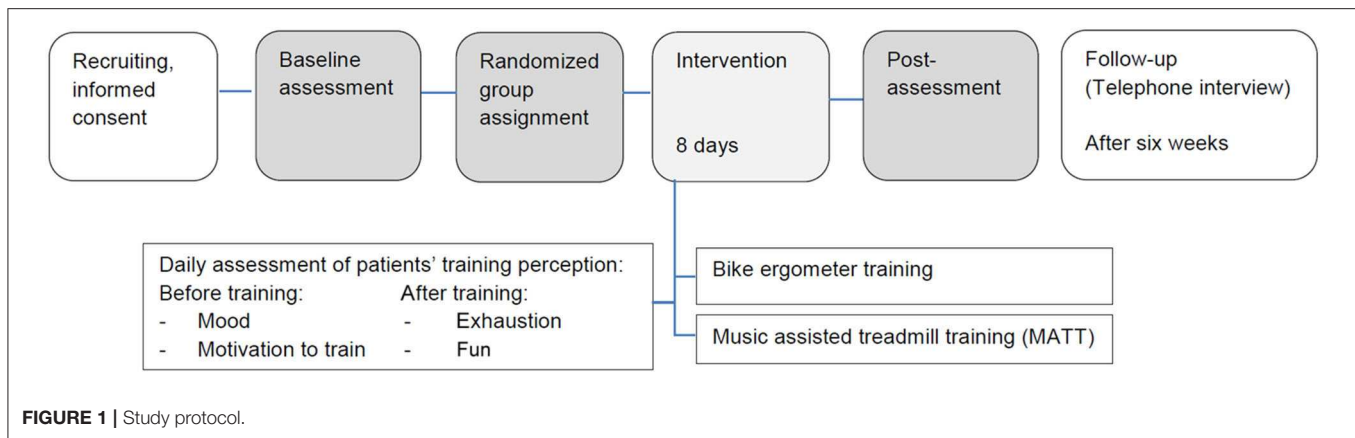 Recruiting,
informed
consent
Baseline
assessment
Randomized
group
assignment
Intervention
8 days
Post-
assessment
Follow-up
(Telephone interview)
After six weeks
Daily assessment of patients’ training perception:
Before training: After training:
- Mood - Exhaustion
- Motivation to train - Fun
Bike ergometer training
Music assisted treadmill training (MATT)
FIGURE 1 | Study protocol.